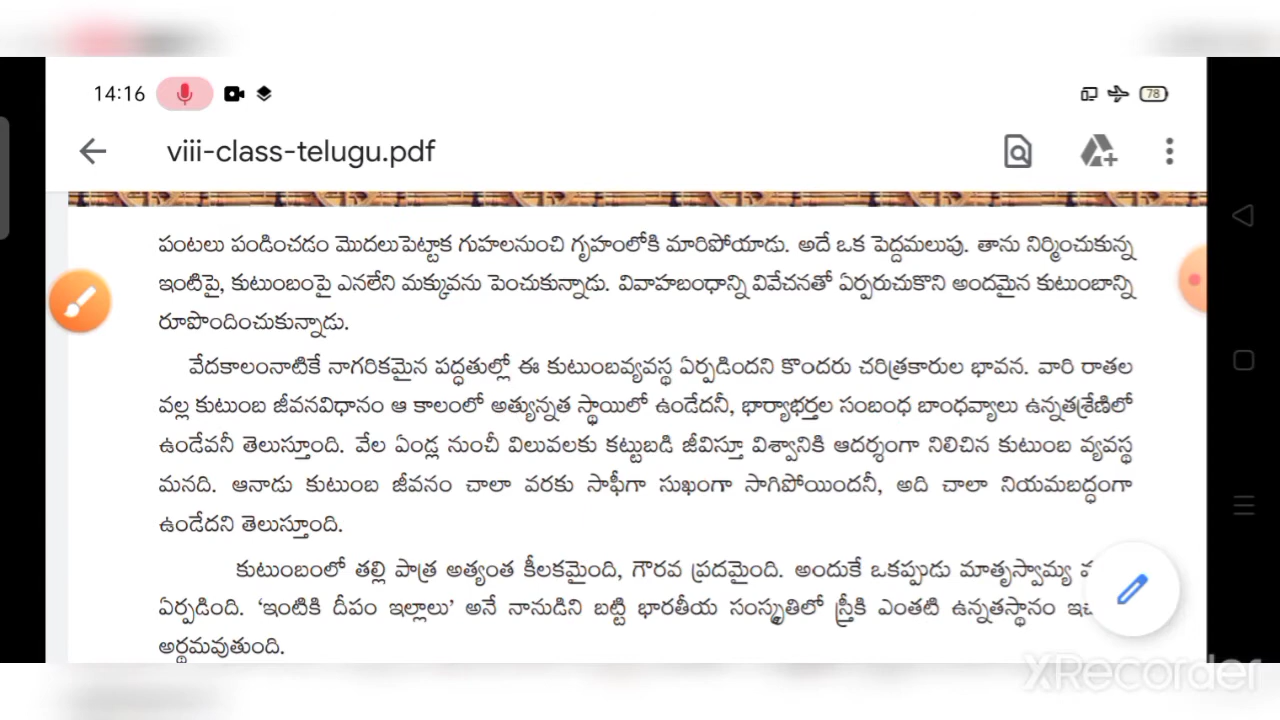 14:16
78
viii-class-telugu.pdf
పంటలు పండించడం మొదలుపెట్టాక గుహలనుంచి గృహంలోకి మారిపోయాడు. అదే ఒక పెద్దమలుపు. తాను నిర్మించుకున్న
ఇంటిపై, కుటుంబంపై ఎనలేని మక్కువను పెంచుకున్నాడు. వివాహబంధాన్ని వివేచనతో ఏర్పరుచుకొని అందమైన కుటుంబాన్ని
రూపొందించుకున్నాడు.
వేదకాలంనాటికే నాగరికమైన పద్ధతుల్లో ఈ కుటుంబవ్యవస్థ ఏర్పడిందని కొందరు చరిత్రకారుల భావన. వారి రాతల
వల్ల కుటుంబ జీవనవిధానం ఆ కాలంలో అత్యున్నత స్థాయిలో ఉండేదనీ, భార్యాభర్తల సంబంధ బాంధవ్యాలు ఉన్నతశ్రేణిలో
ఉండేవనీ తెలుస్తూంది. వేల ఏండ్ల నుంచీ విలువలకు కట్టుబడి జీవిస్తూ విశ్వానికి ఆదర్శంగా నిలిచిన కుటుంబ వ్యవస్థ
మనది. ఆనాడు కుటుంబ జీవనం చాలా వరకు సాఫీగా సుఖంగా సాగిపోయిందనీ, అది చాలా నియమబద్ధంగా
ఉండేదని తెలుస్తూంది.
కుటుంబంలో తల్లి పాత్ర అత్యంత కీలకమైంది, గౌరవ ప్రదమైంది. అందుకే ఒకప్పుడు మాతృస్వామ్య
ఏర్పడింది. ‘ఇంటికి దీపం ఇల్లాలు’ అనే నానుడిని బట్టి భారతీయ సంస్కృతిలో స్త్రీకి ఎంతటి ఉన్నతస్థానం
అర్థమవుతుంది.
XRecorder